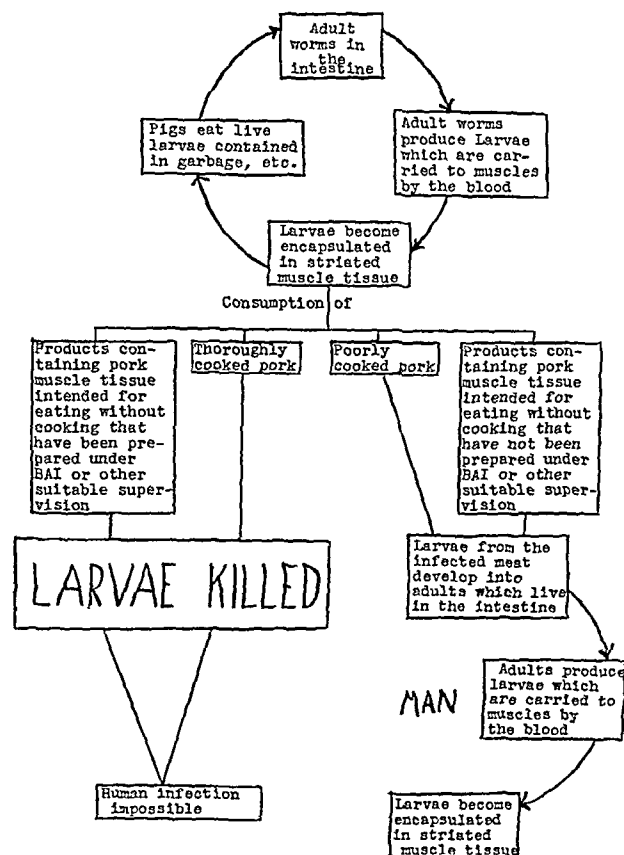 Adult
worms in
the
intestine
Pigs eat live
larvae contained
in garbage, etc.
Adult worms
produce Larvae
which are car-
ried to muscles
by the blood
Larvae become
encapsulated
in striated
muscle tissue
Consumption of
Products con-
taining pork
muscle tissue
intended for
eating without
cooking that
have been pre-
pared under
BAI or other
suitable super-
vision
Thoroughly
cooked pork
Poorly
cooked pork
Products con-
taining pork
muscle tissue
intended for
eating without
cooking that
have not been
prepared under
BAI or other
suitable super-
vision
LARVAE KILLED
Larvae from the
infected meat
develop into
adults which live
in the intestine
MAN
Adults produce
larvae which
are carried to
muscles by
the blood
Human infection
impossible
Larvae become
encapsulated
in striated
muscle tissue